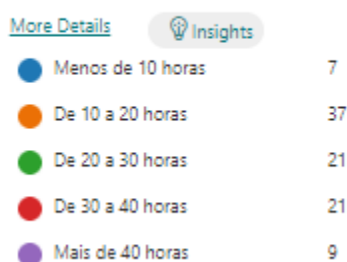 More Details Insights
Menos de 10 horas 7
De 10 a 20 horas 37
De 20 a 30 horas 21
De 30 a 40 horas 21
Mais de 40 horas 9